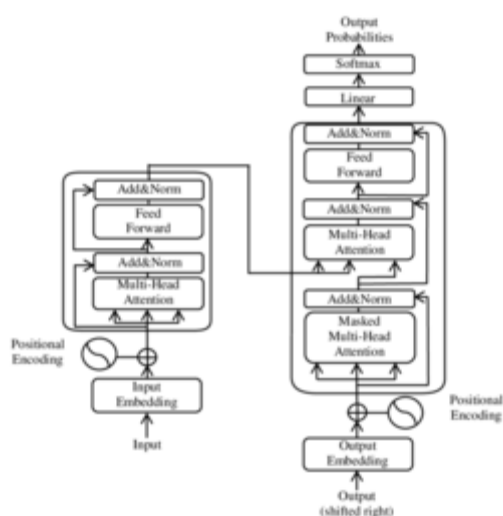 Output
Probabilities
Softmax
Linear
Add&Norm
Feed
Forward
Add&Norm
Multi-Head
Attention
Add&Norm
Masked
Multi-Head
Attention
Positional
Encoding
Output
Embedding
Output
(shifted right)
Add&Norm
Feed
Forward
Add&Norm
Multi-Head
Attention
Positional
Encoding
Input
Embedding
Input